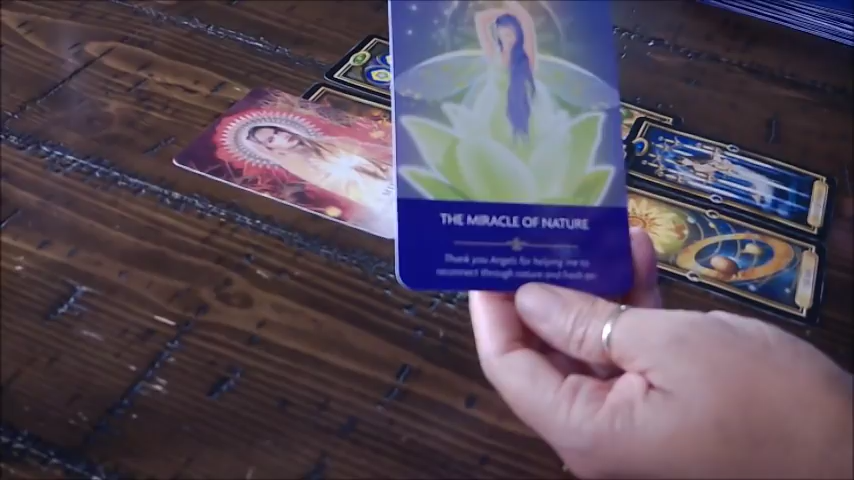 THE MIRACLE OF NATURE
Thank you Angels for helping me to
reconnect through nature and fresh air